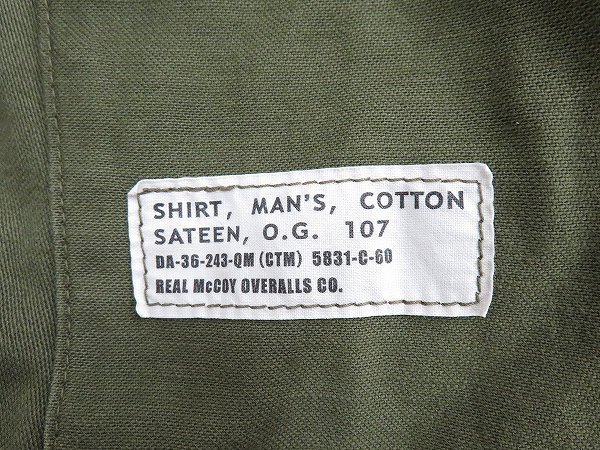 SHIRT, MAN'S, COTTON
SATEEN, O.G. 107
DA-36-243-QM (CTM) 5831-C-60
REAL McCOY OVERALLS CO.